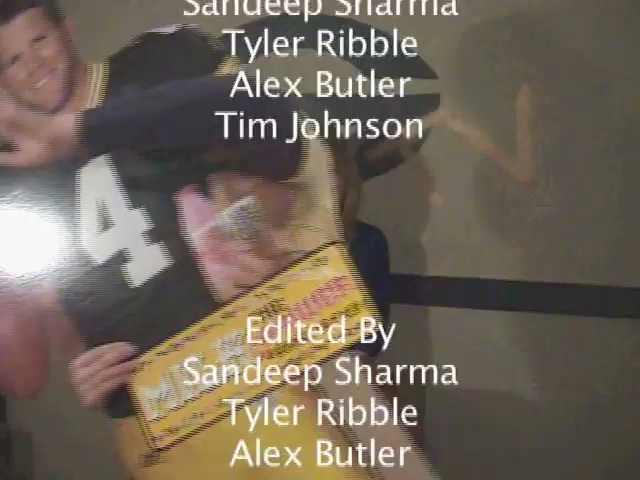 Sandeep Sharma
Tyler Ribble
Alex Butler
Tim Johnson
4
Edited By
Sandeep Sharma
Tyler Ribble
Alex Butler